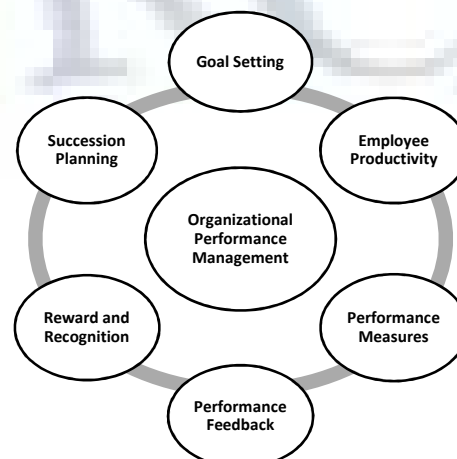 Goal Setting
Succession
Planning
Employee
Productivity
Organizational
Performance
Management
Reward and
Recognition
Performance
Measures
Performance
Feedback